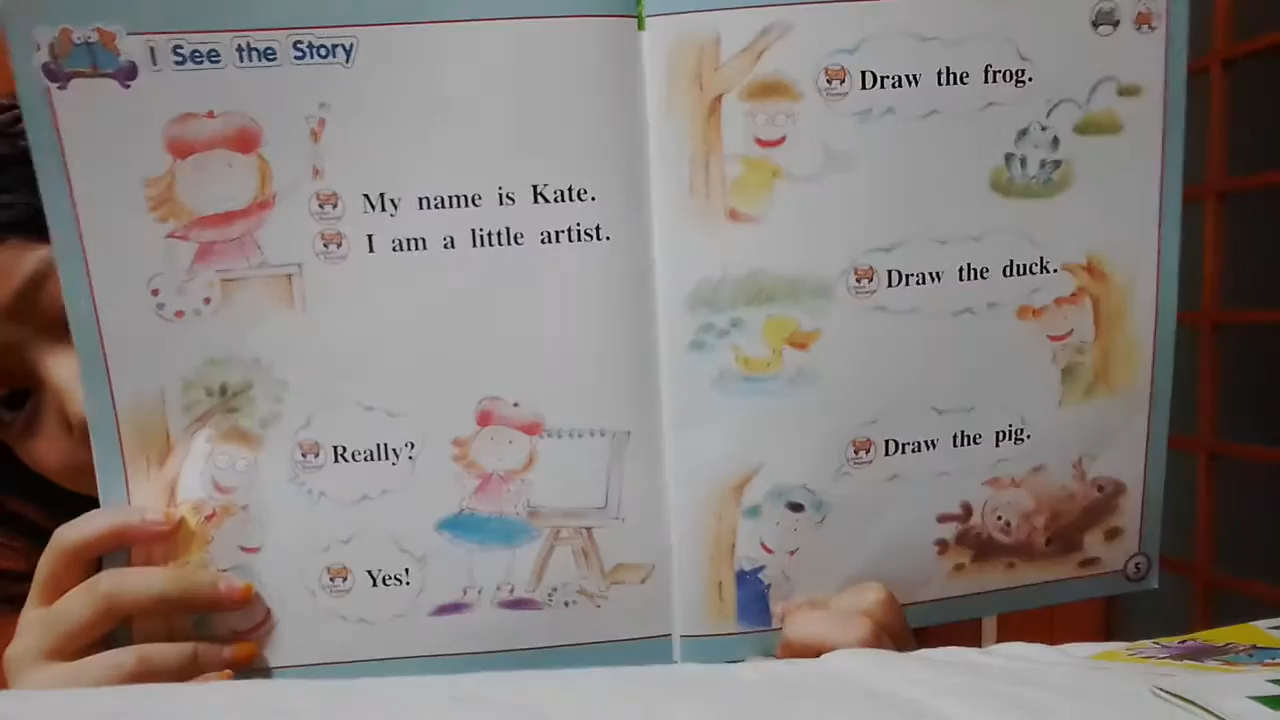 I See the Story
My name is Kate.
I am a little artist.
Really?
Yes!
Draw the frog.
Draw the duck.
Draw the pig.
5